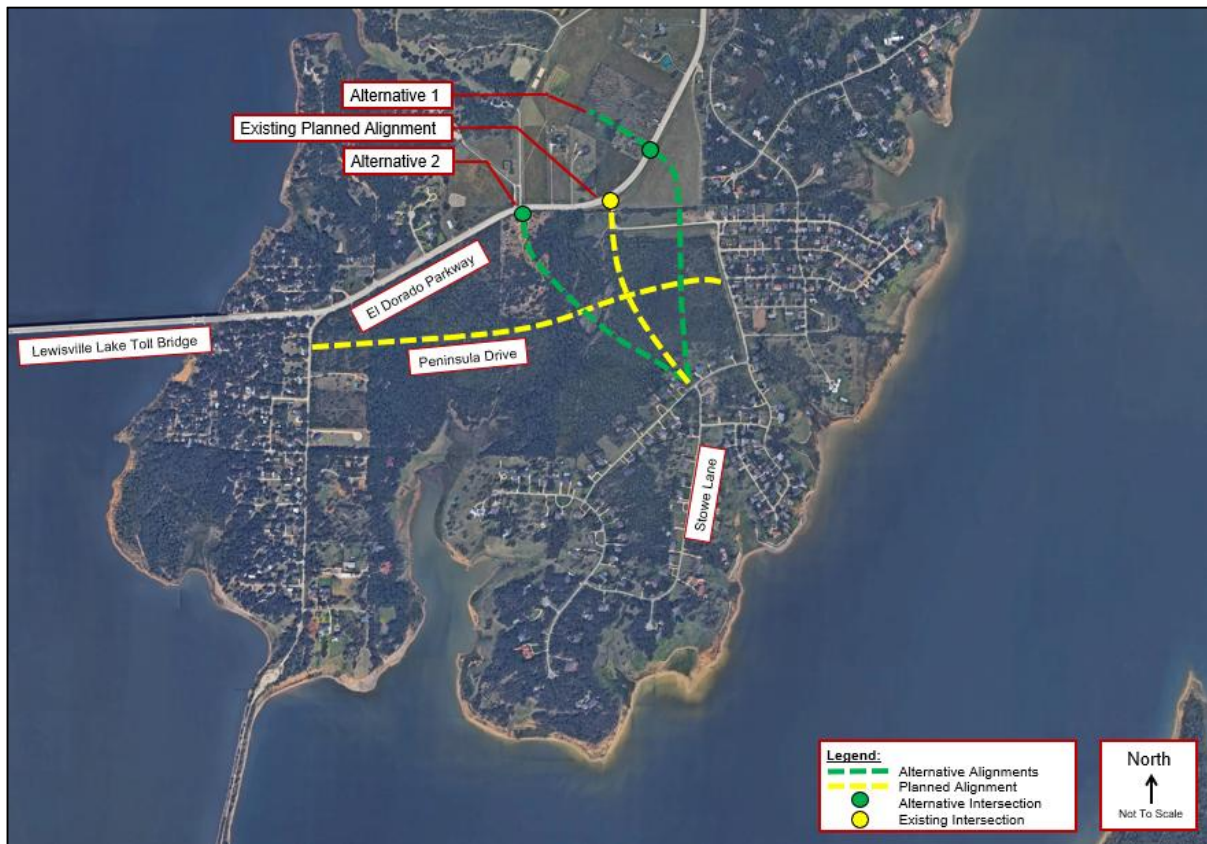 Alternative 1
Existing Planned Alignment
Alternative 2
El Dorado Parkway
Lewisville Lake Toll Bridge
Peninsula Drive
Stowe Lane
Legend:
Alternative Alignments
Planned Alignment
Alternative Intersection
Existing Intersection
North
Not To Scale